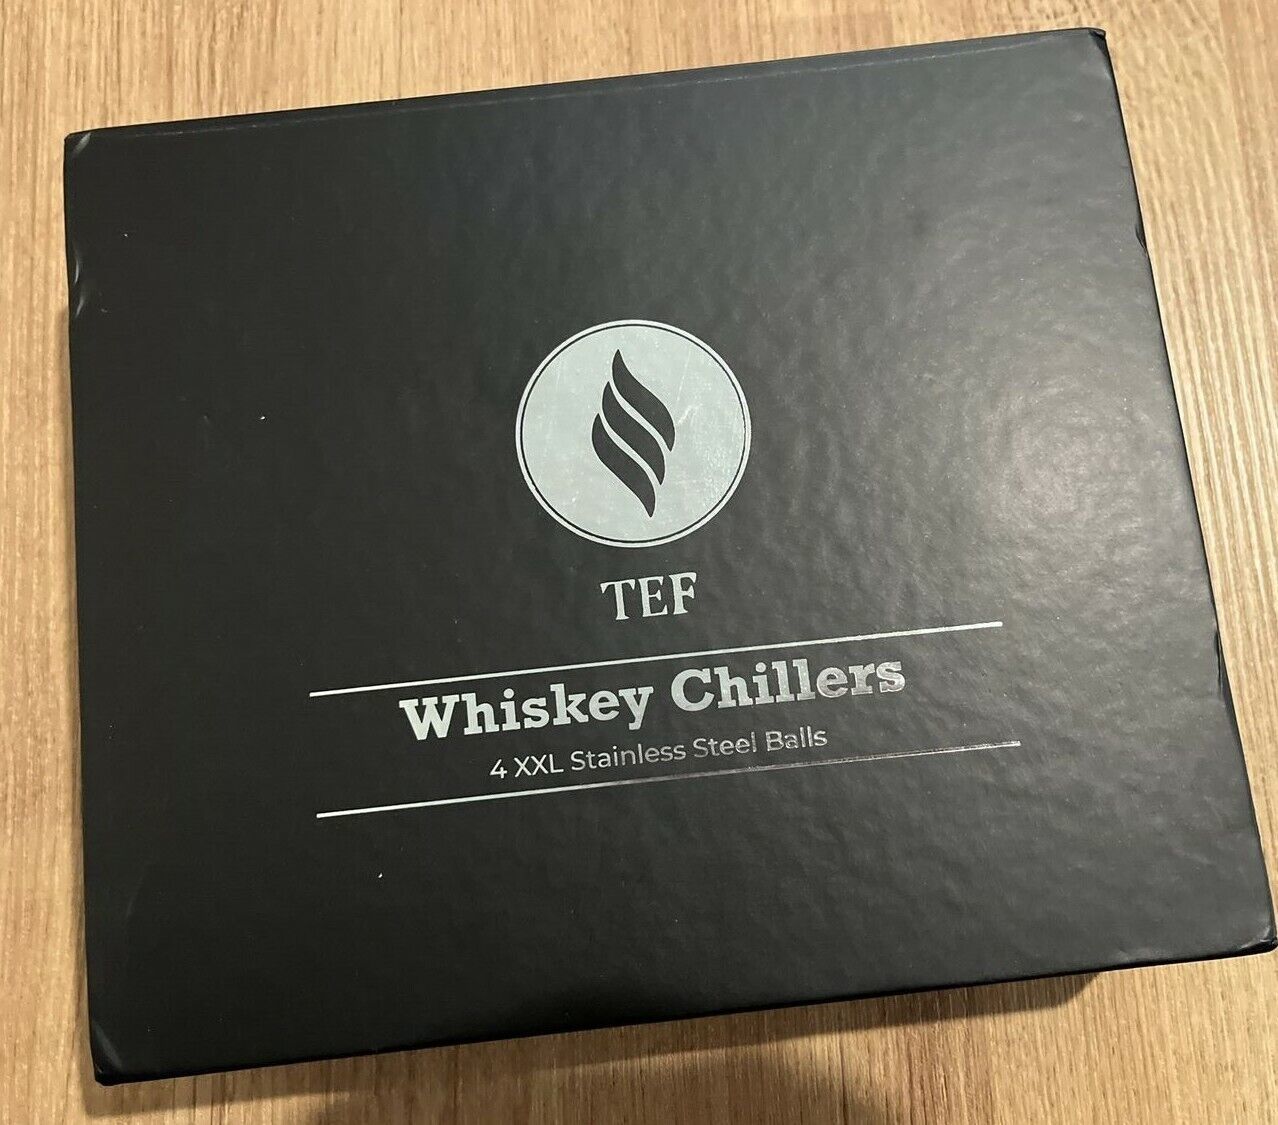 TEF
Whiskey Chillers
4 XXL Stainless Steel Balls